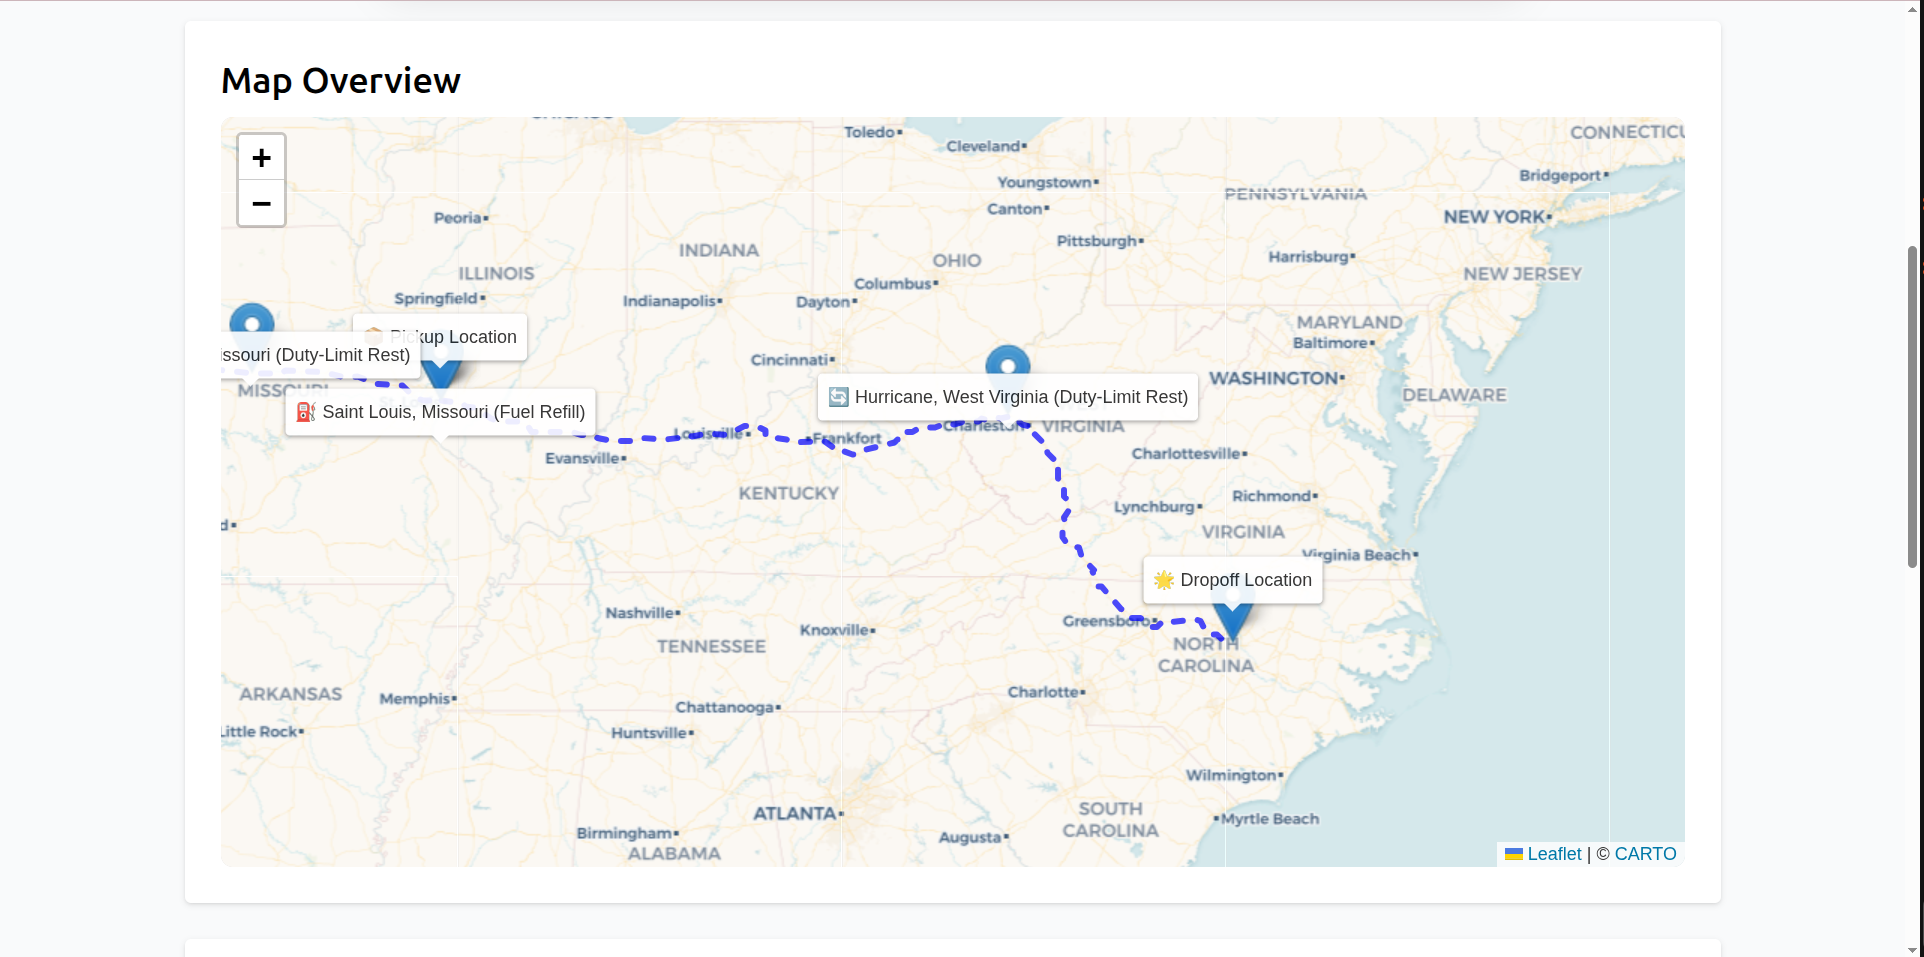 Map Overview
+
−
Toledo
CONNECTICU
Cleveland
Bridgeport
Youngstown
PENNSYLVANIA
Canton
NEW YORK
Peoria
Pittsburgh
INDIANA
Harrisburg
OHIO
ILLINOIS
NEW JERSEY
Columbus
Springfield
Indianapolis
Dayton
MARYLAND
Pickup Location
Baltimore
issouri (Duty-Limit Rest)
Cincinnati
WASHINGTON
MISSOURI
DELAWARE
Hurricane, West Virginia (Duty-Limit Rest)
Saint Louis, Missouri (Fuel Refill)
Charleston
VIRGINIA
Louisville
Frankfort
Charlottesville
Evansville
KENTUCKY
Richmond
Lynchburg
d
VIRGINIA
Virginia Beach
Dropoff Location
Nashville
Greensboro
Knoxville
TENNESSEE
NORTH
CAROLINA
ARKANSAS
Charlotte
Memphis
Chattanooga
Little Rock
Huntsville
Wilmington
SOUTH
CAROLINA
ATLANTA
Myrtle Beach
Birmingham
Augusta
ALABAMA
Leaflet | © CARTO